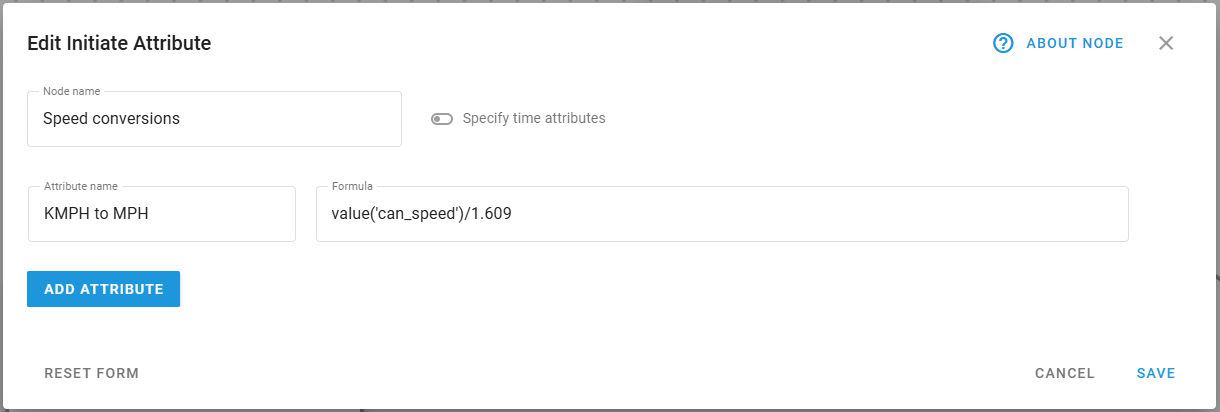 Edit Initiate Attribute
ABOUT NODE
Node name
Speed conversions
Specify time attributes
Attribute name
KMPH to MPH
Formula
value('can_speed')/1.609
ADD ATTRIBUTE
RESET FORM
CANCEL
SAVE